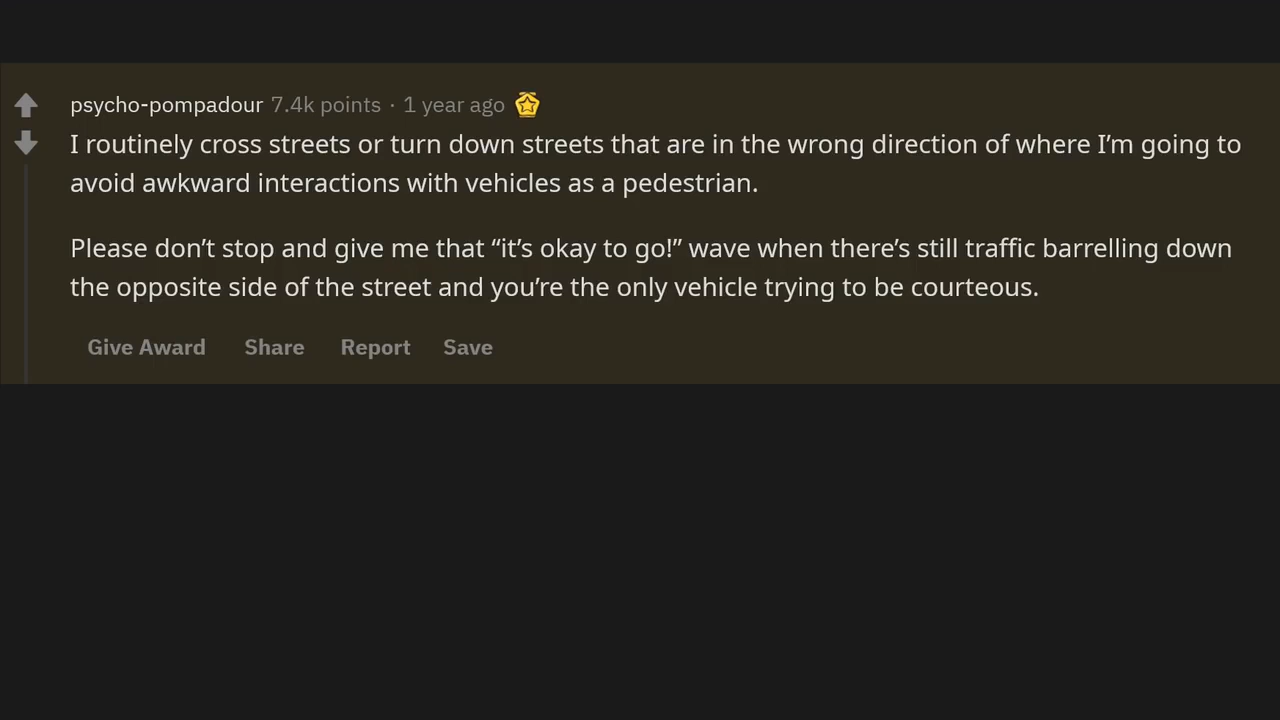 psycho-pompadour 7.4k points · 1 year ago
I routinely cross streets or turn down streets that are in the wrong direction of where I’m going to
avoid awkward interactions with vehicles as a pedestrian.
Please don’t stop and give me that “it’s okay to go!” wave when there’s still traffic barrelling down
the opposite side of the street and you’re the only vehicle trying to be courteous.
Give Award Share Report Save